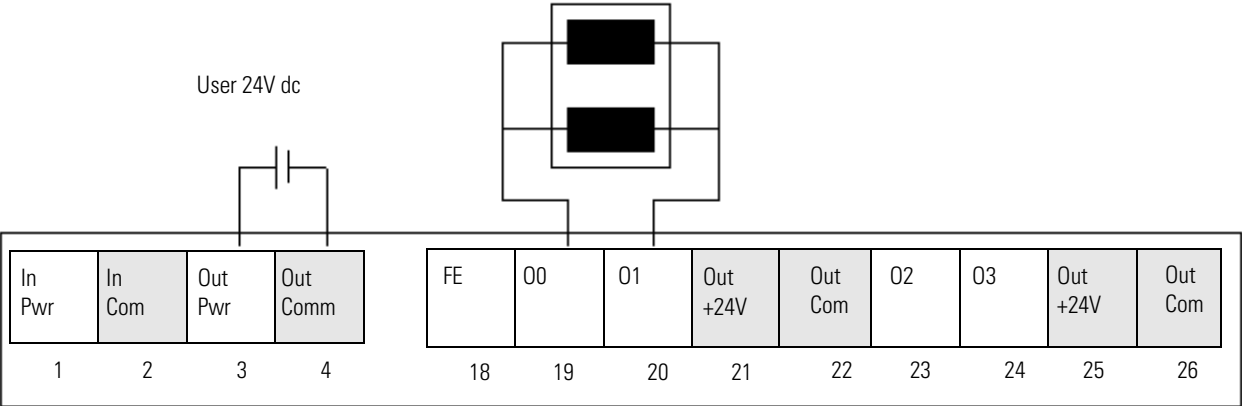 User 24V dc
In
Pwr
In
Com
Out
Pwr
Out
Comm
FE
O0
O1
Out
+24V
Out
Com
O2
O3
Out
+24V
Out
Com
1 2 3 4 18 19 20 21 22 23 24 25 26